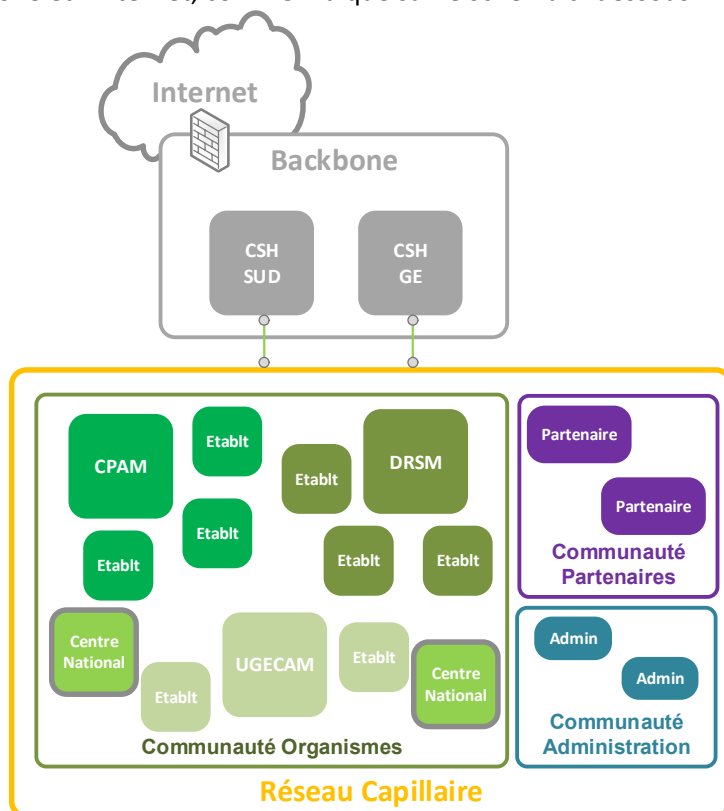 Internet
Backbone
CSH
SUD
CSH
GE
CPAM
Etablt
Etablt
DRSM
Partenaire
Partenaire
Etablt
Etablt
Etablt
Etablt
Communauté
Partenaires
Centre
National
Etablt
UGECAM
Etablt
Centre
National
Admin
Admin
Communauté Organismes
Communauté
Administration
Réseau Capillaire